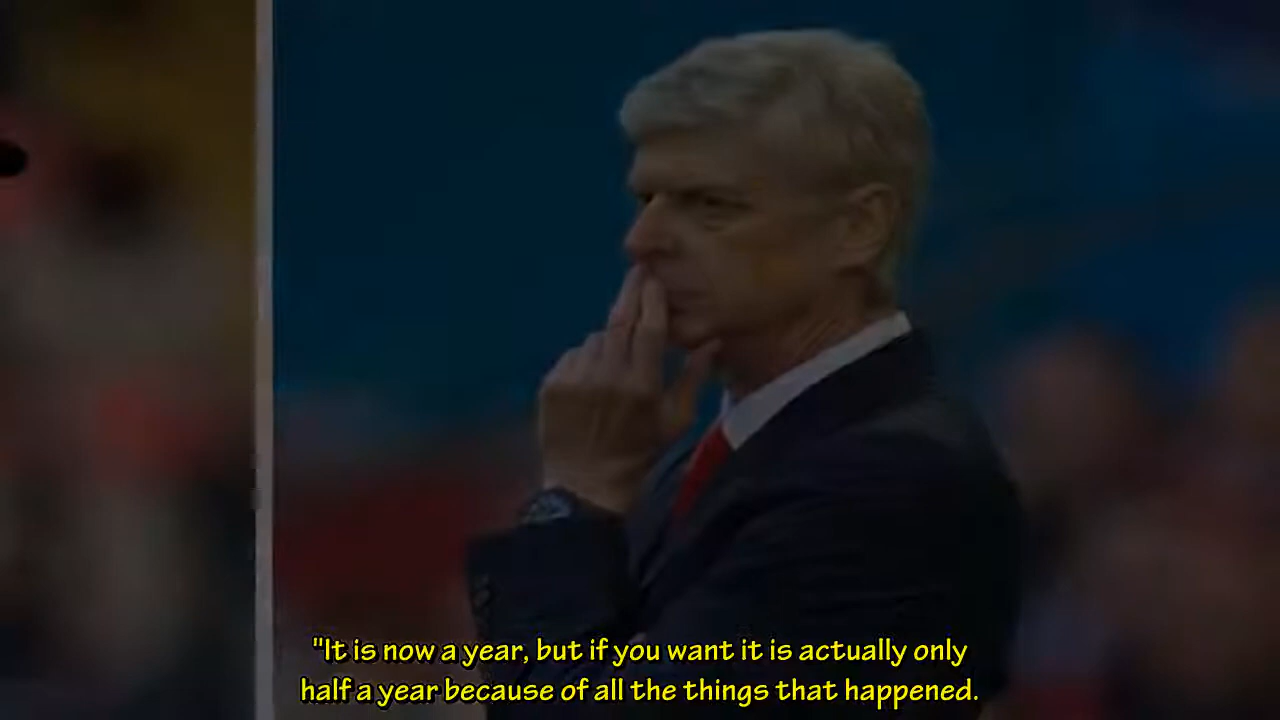 "It is now a year, but if you want it is actually only
half a year because of all the things that happened.